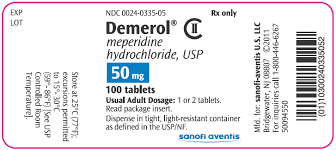 EXP
LOT
Store at 25°C (77°F);
excursions permitted
to 15° - 30°C
(59° - 86°F) [See USP
Controlled Room
Temperature].
NDC 0024-0335-05
Rx only
Demerol® CII
meperidine
hydrochloride, USP
50 mg
100 tablets
Usual Adult Dosage: 1 or 2 tablets.
Read package insert.
Dispense in tight, light-resistant container
as defined in the USP/NF.
sanofi aventis
Mfd. for: sanofi-aventis U.S. LLC
Bridgewater, NJ 08807 ©2011
For inquiries call 1-800-446-6267
50094550
(01)10300240335052